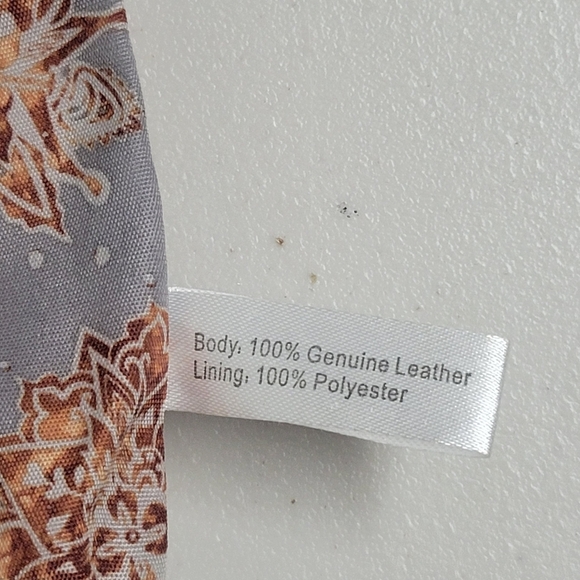 Body: 100% Genuine Leather
Lining: 100% Polyester